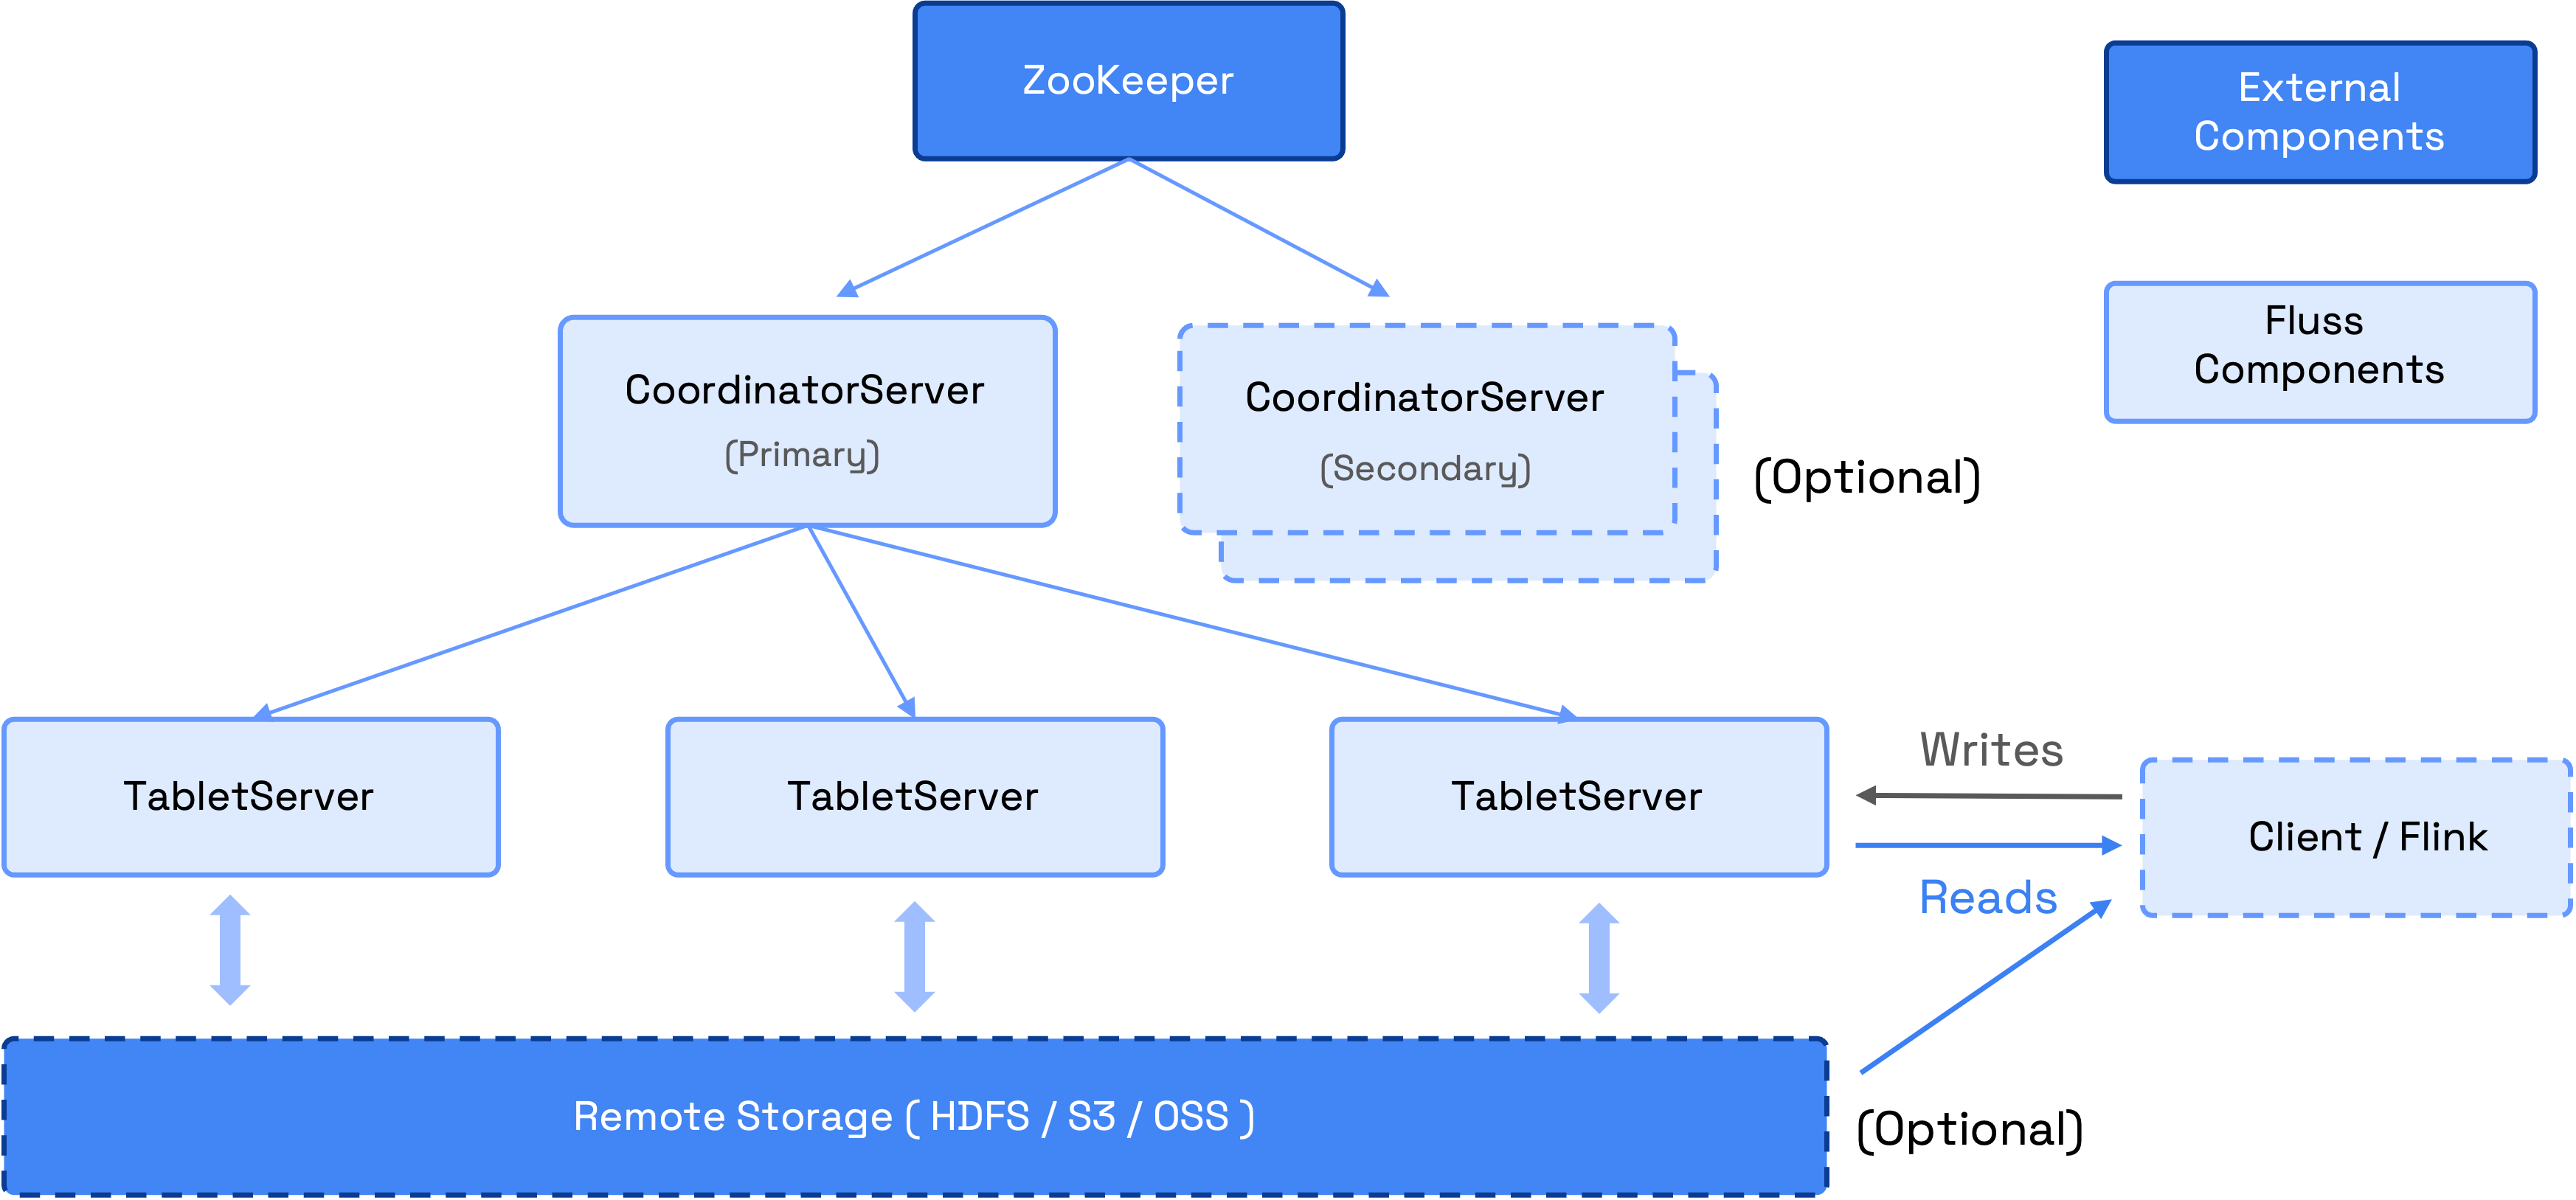 ZooKeeper
External
Components
Fluss
Components
CoordinatorServer
(Primary)
CoordinatorServer
(Secondary)
(Optional)
TabletServer
TabletServer
TabletServer
Writes
Reads
Client / Flink
Remote Storage ( HDFS / S3 / OSS )
(Optional)